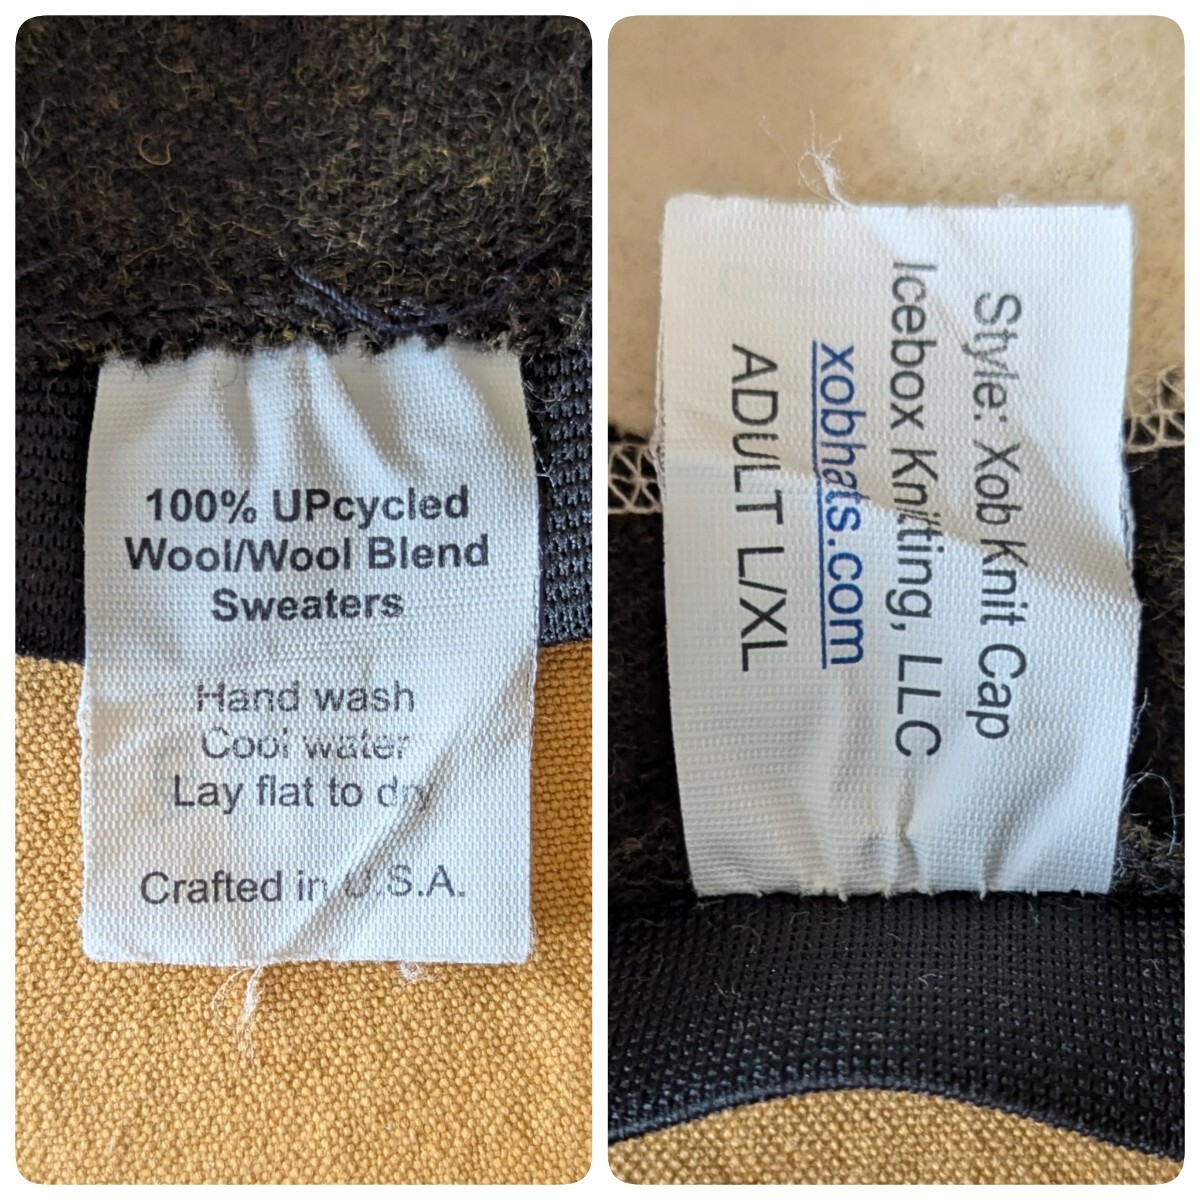 100% UPcycled
Wool/Wool Blend
Sweaters
Hand wash
Cool water
Lay flat to dry
Crafted in U.S.A.
Style: Xob Knit Cap
Icebox Knitting, LLC
xobhats.com
ADULT L/XL